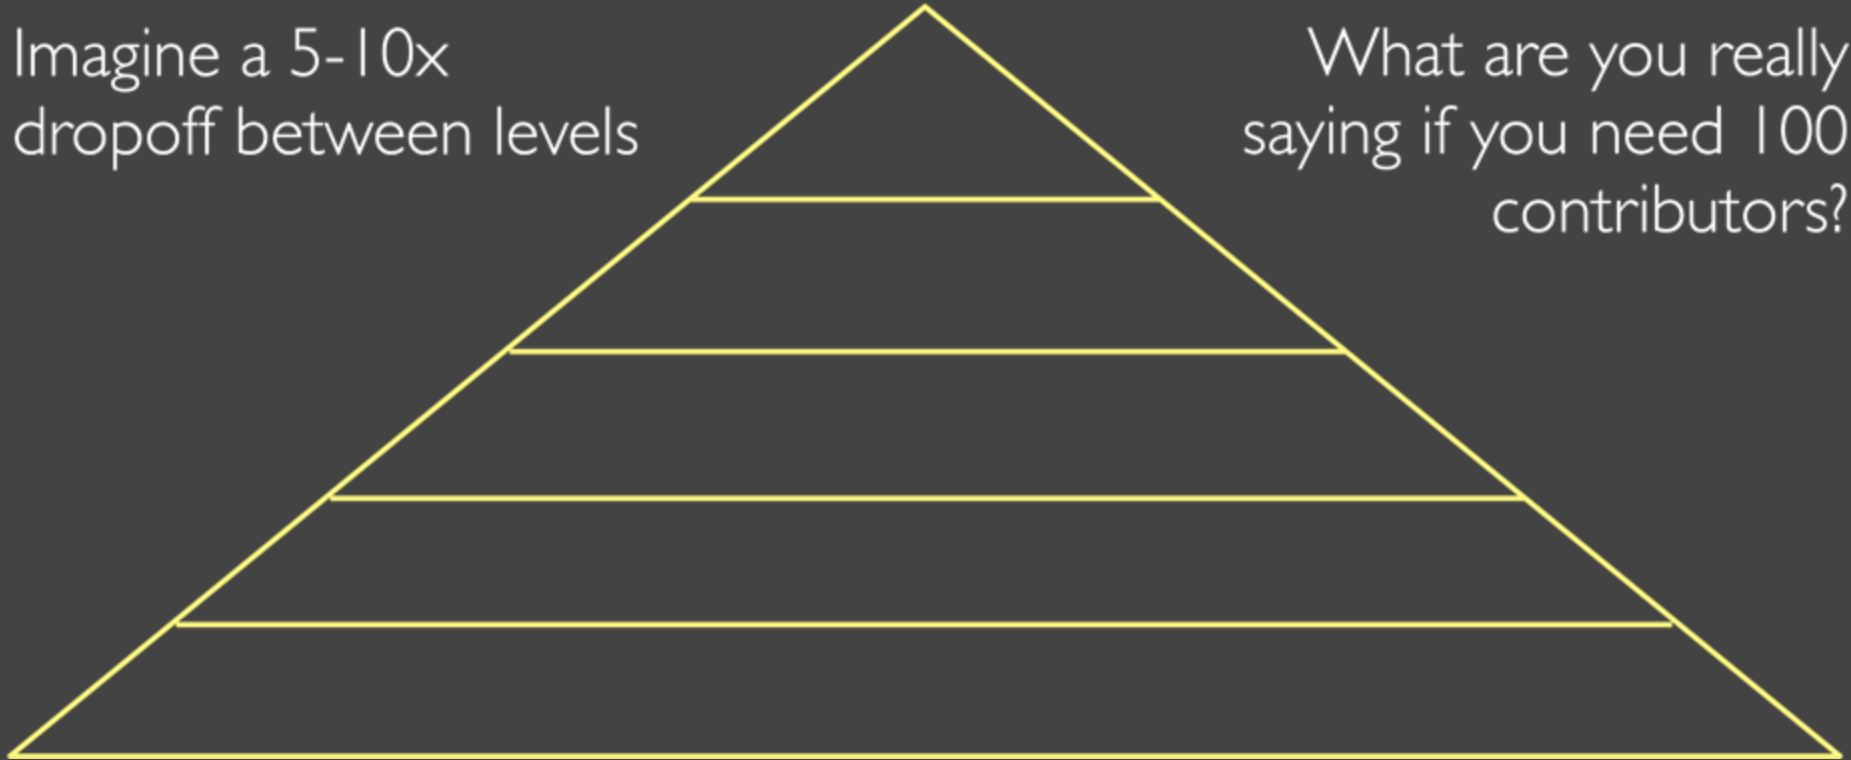 Imagine a 5-10x
dropoff between levels
What are you really
saying if you need 100
contributors?